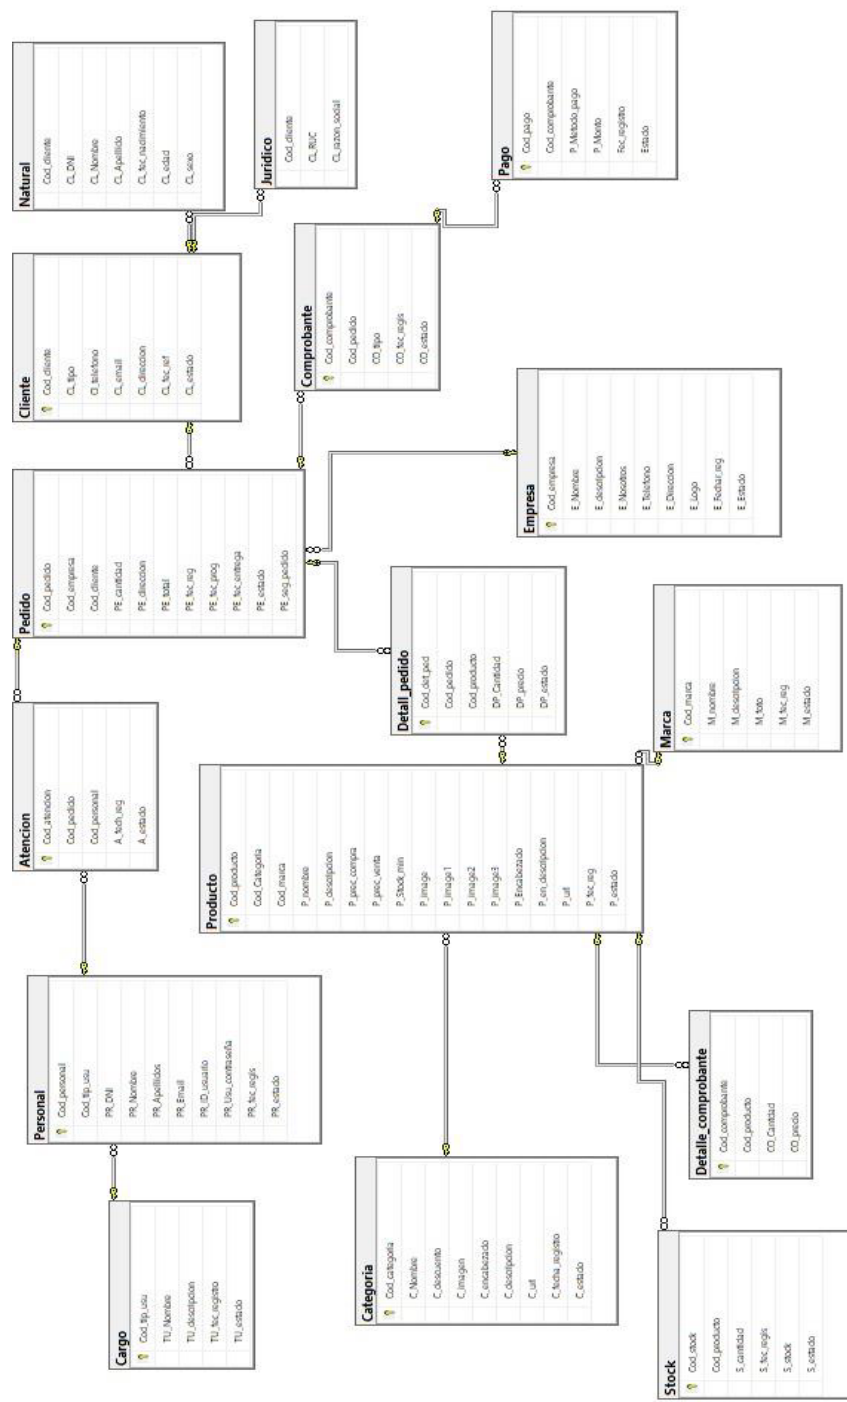 Natural
Cod_cliente
CL_DNI
CL_Nombre
CL_Apellido
CL_fec_nadimiento
CL_edad
CL_sexo
Juridico
Cod_cliente
CL_RUC
CL_razon_social
Pago
Cod_pago
Cod_comprobante
P_Metodo_pago
P_Monto
Fec_registro
Estado
Cliente
Cod_cliente
CL_tipo
Cl_telefono
CL_email
CL_direccion
CL_fec_ref
CL_estado
Comprobante
Cod_comprobante
Cod_pedido
CO_tipo
CO_fec_regis
CO_estado
Pedido
Cod_pedido
Cod_empresa
Cod_cliente
PE_cantidad
PE_direccion
PE_total
PE_fec_reg
PE_fec_prog
PE_fec_entrega
PE_estado
PE_seg_pedido
Empresa
Cod_empresa
E_Nombre
E_descripcion
E_Nosotros
E_Telefono
E_Direccion
E_Logo
E_Fechar_reg
E_Estado
Detall_pedido
Cod_det_ped
Cod_pedido
Cod_producto
DP_Cantidad
DP_precio
DP_estado
Marca
Cod_marca
M_nombre
M_descripcion
M_foto
M_fec_reg
M_estado
Atencion
Cod_atencion
Cod_pedido
Cod_personal
A_fech_reg
A_estado
Producto
Cod_producto
Cod_Categoria
Cod_marca
P_nombre
P_descripcion
P_prec_compra
P_prec_venta
P_Stock_min
P_image
P_image1
P_image2
P_image3
P_Encabezado
P_en_descripcion
P_url
P_fec_reg
P_estado
Personal
Cod_personal
Cod_tip_usu
PR_DNI
PR_Nombre
PR_Apellidos
PR_Email
PR_ID_usuario
PR_Usu_contraseña
PR_fec_regis
PR_estado
Detalle_comprobante
Cod_comprobante
Cod_producto
CO_Cantidad
CO_precio
Cargo
Cod_tip_usu
TU_Nombre
TU_descripcion
TU_fec_registro
TU_estado
Categoria
Cod_categoria
C_Nombre
C_descuento
C_imagen
C_encabezado
C_descripcion
C_url
C_fecha_registro
C_estado
Stock
Cod_stock
Cod_producto
S_cantidad
S_fec_regis
S_stock
S_estado